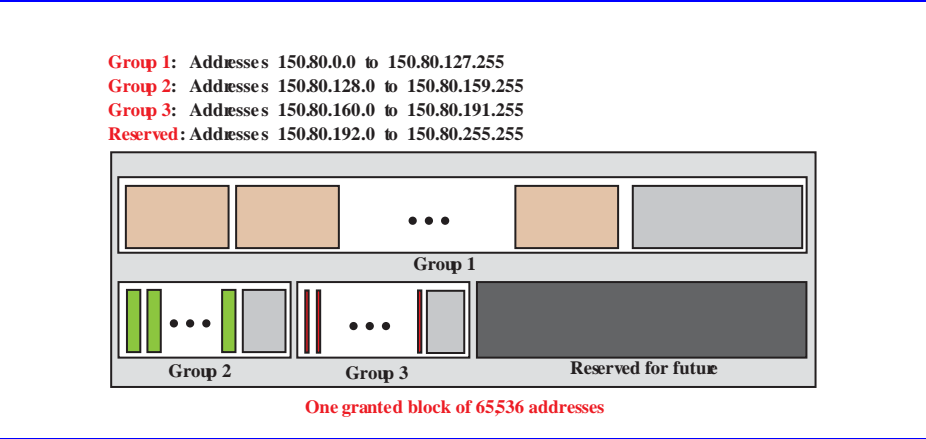 Group 1: Addresses 150.80.0.0 to 150.80.127.255
Group 2: Addresses 150.80.128.0 to 150.80.159.255
Group 3: Addresses 150.80.160.0 to 150.80.191.255
Reserved: Addresses 150.80.192.0 to 150.80.255.255
Group 1
Group 2
Group 3
Reserved for future
One granted block of 65,536 addresses